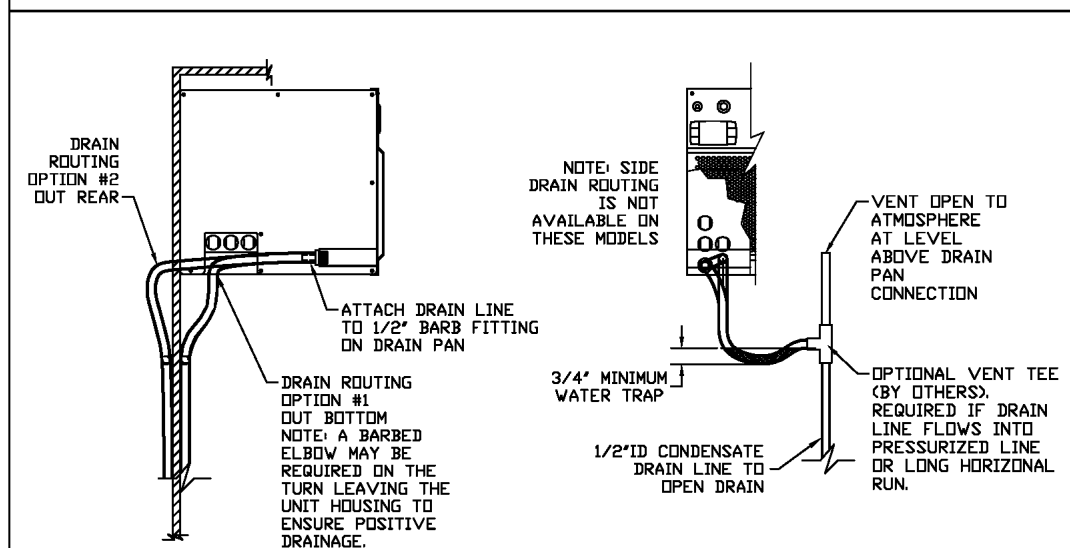 DRAIN
ROUTING
OPTION #2
OUT REAR
ATTACH DRAIN LINE
TO 1/2" BARB FITTING
ON DRAIN PAN
DRAIN ROUTING
OPTION #1
OUT BOTTOM
NOTE: A BARBED
ELBOW MAY BE
REQUIRED ON THE
TURN LEAVING THE
UNIT HOUSING TO
ENSURE POSITIVE
DRAINAGE.
NOTE: SIDE
DRAIN ROUTING
IS NOT
AVAILABLE ON
THESE MODELS
VENT OPEN TO
ATMOSPHERE
AT LEVEL
ABOVE DRAIN
PAN
CONNECTION
3/4" MINIMUM
WATER TRAP
1/2"ID CONDENSATE
DRAIN LINE TO
OPEN DRAIN
OPTIONAL VENT TEE
(BY OTHERS).
REQUIRED IF DRAIN
LINE FLOWS INTO
PRESSURIZED LINE
OR LONG HORIZONAL
RUN.